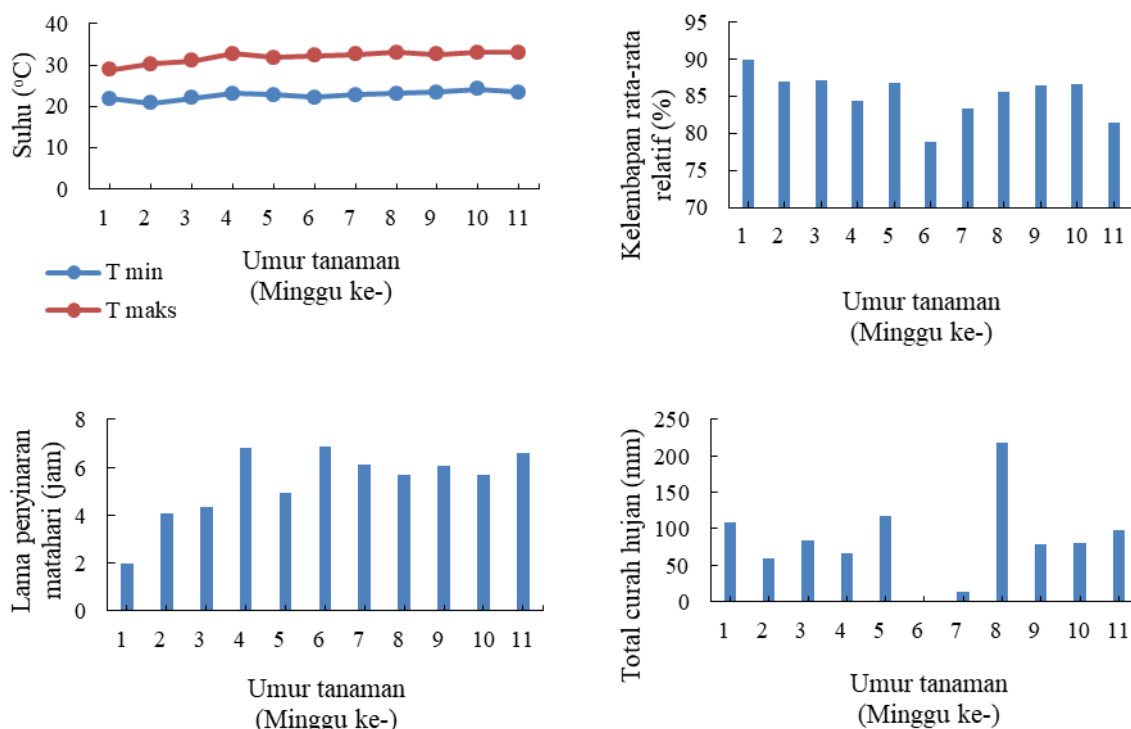 Suhu (°C)
40
30
20
10
0
1 2 3 4 5 6 7 8 9 10 11
Umur tanaman
(Minggu ke-)
T min
T maks
Kelembapan rata-rata
relatif (%)
95
90
85
80
75
70
1 2 3 4 5 6 7 8 9 10 11
Umur tanaman
(Minggu ke-)
Lama penyinaran
matahari (jam)
8
6
4
2
0
1 2 3 4 5 6 7 8 9 10 11
Umur tanaman
(Minggu ke-)
Total curah hujan (mm)
250
200
150
100
50
0
1 2 3 4 5 6 7 8 9 10 11
Umur tanaman
(Minggu ke-)